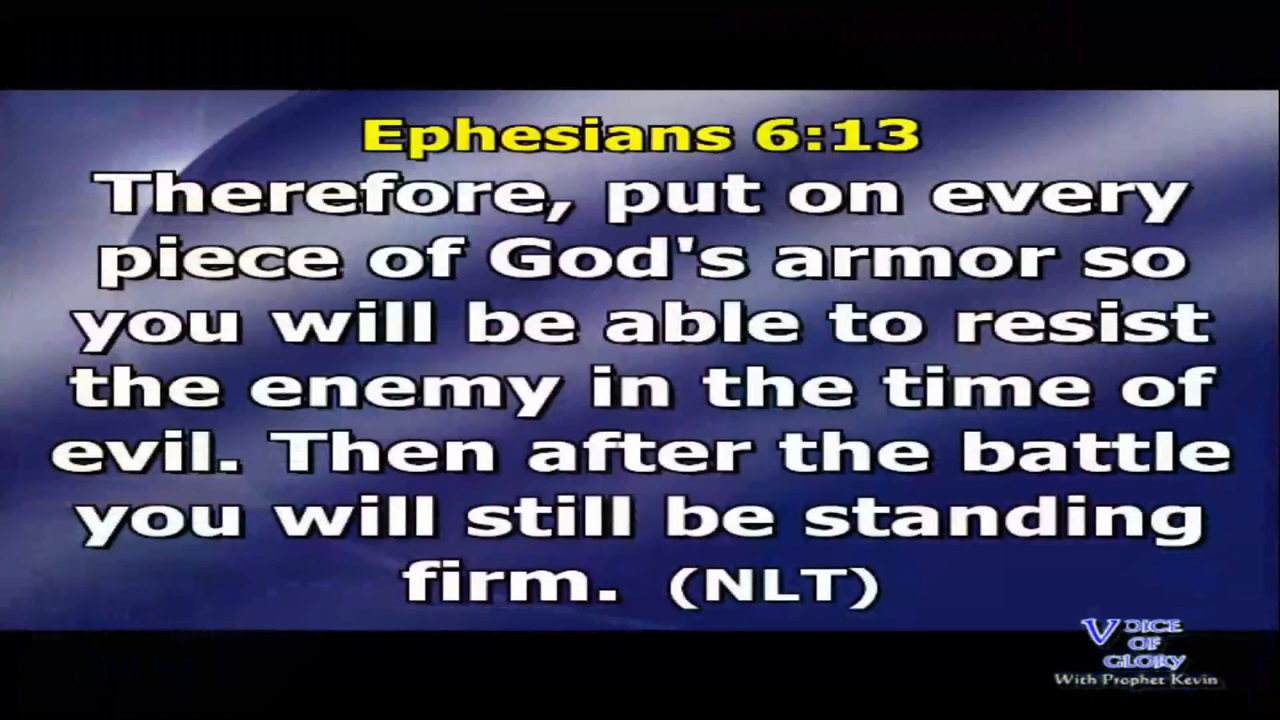 Ephesians 6:13
Therefore, put on every
piece of God's armor so
you will be able to resist
the enemy in the time of
evil. Then after the battle
you will still be standing
firm. (NLT)
VOICE
OF
GLORY
With Prophet Kevin